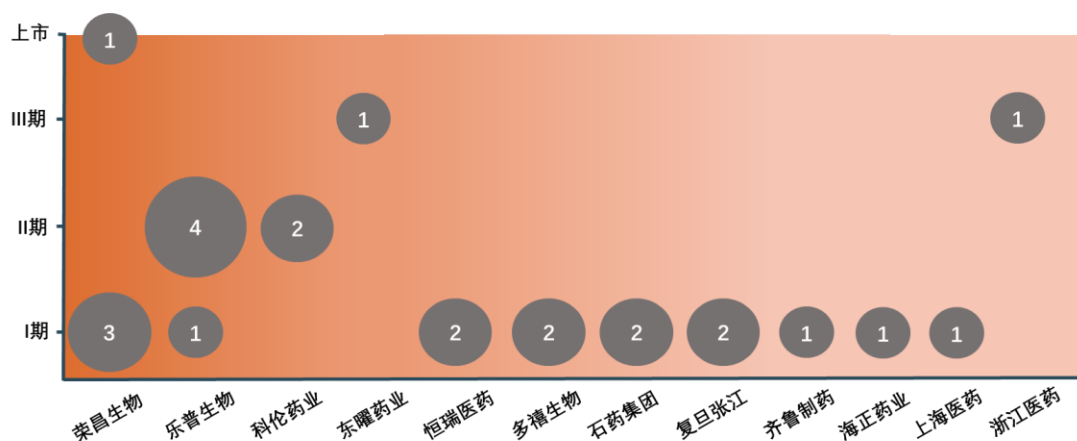 上市
1
III期
1
1
II期
4
2
I期
3
1
2
2
2
2
1
1
1
荣昌生物
乐普生物
科伦药业
东曜药业
恒瑞医药
多禧生物
石药集团
复旦张江
齐鲁制药
海正药业
上海医药
浙江医药